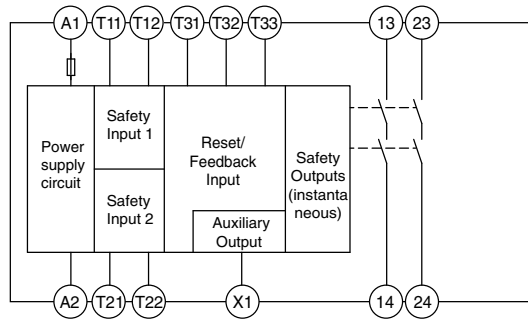 A1 T11 T12 T31 T32 T33 13 23
Power
supply
circuit
Safety
Input 1
Safety
Input 2
Reset/
Feedback
Input
Auxiliary
Output
Safety
Outputs
(instanta
neous)
A2 T21 T22 X1 14 24